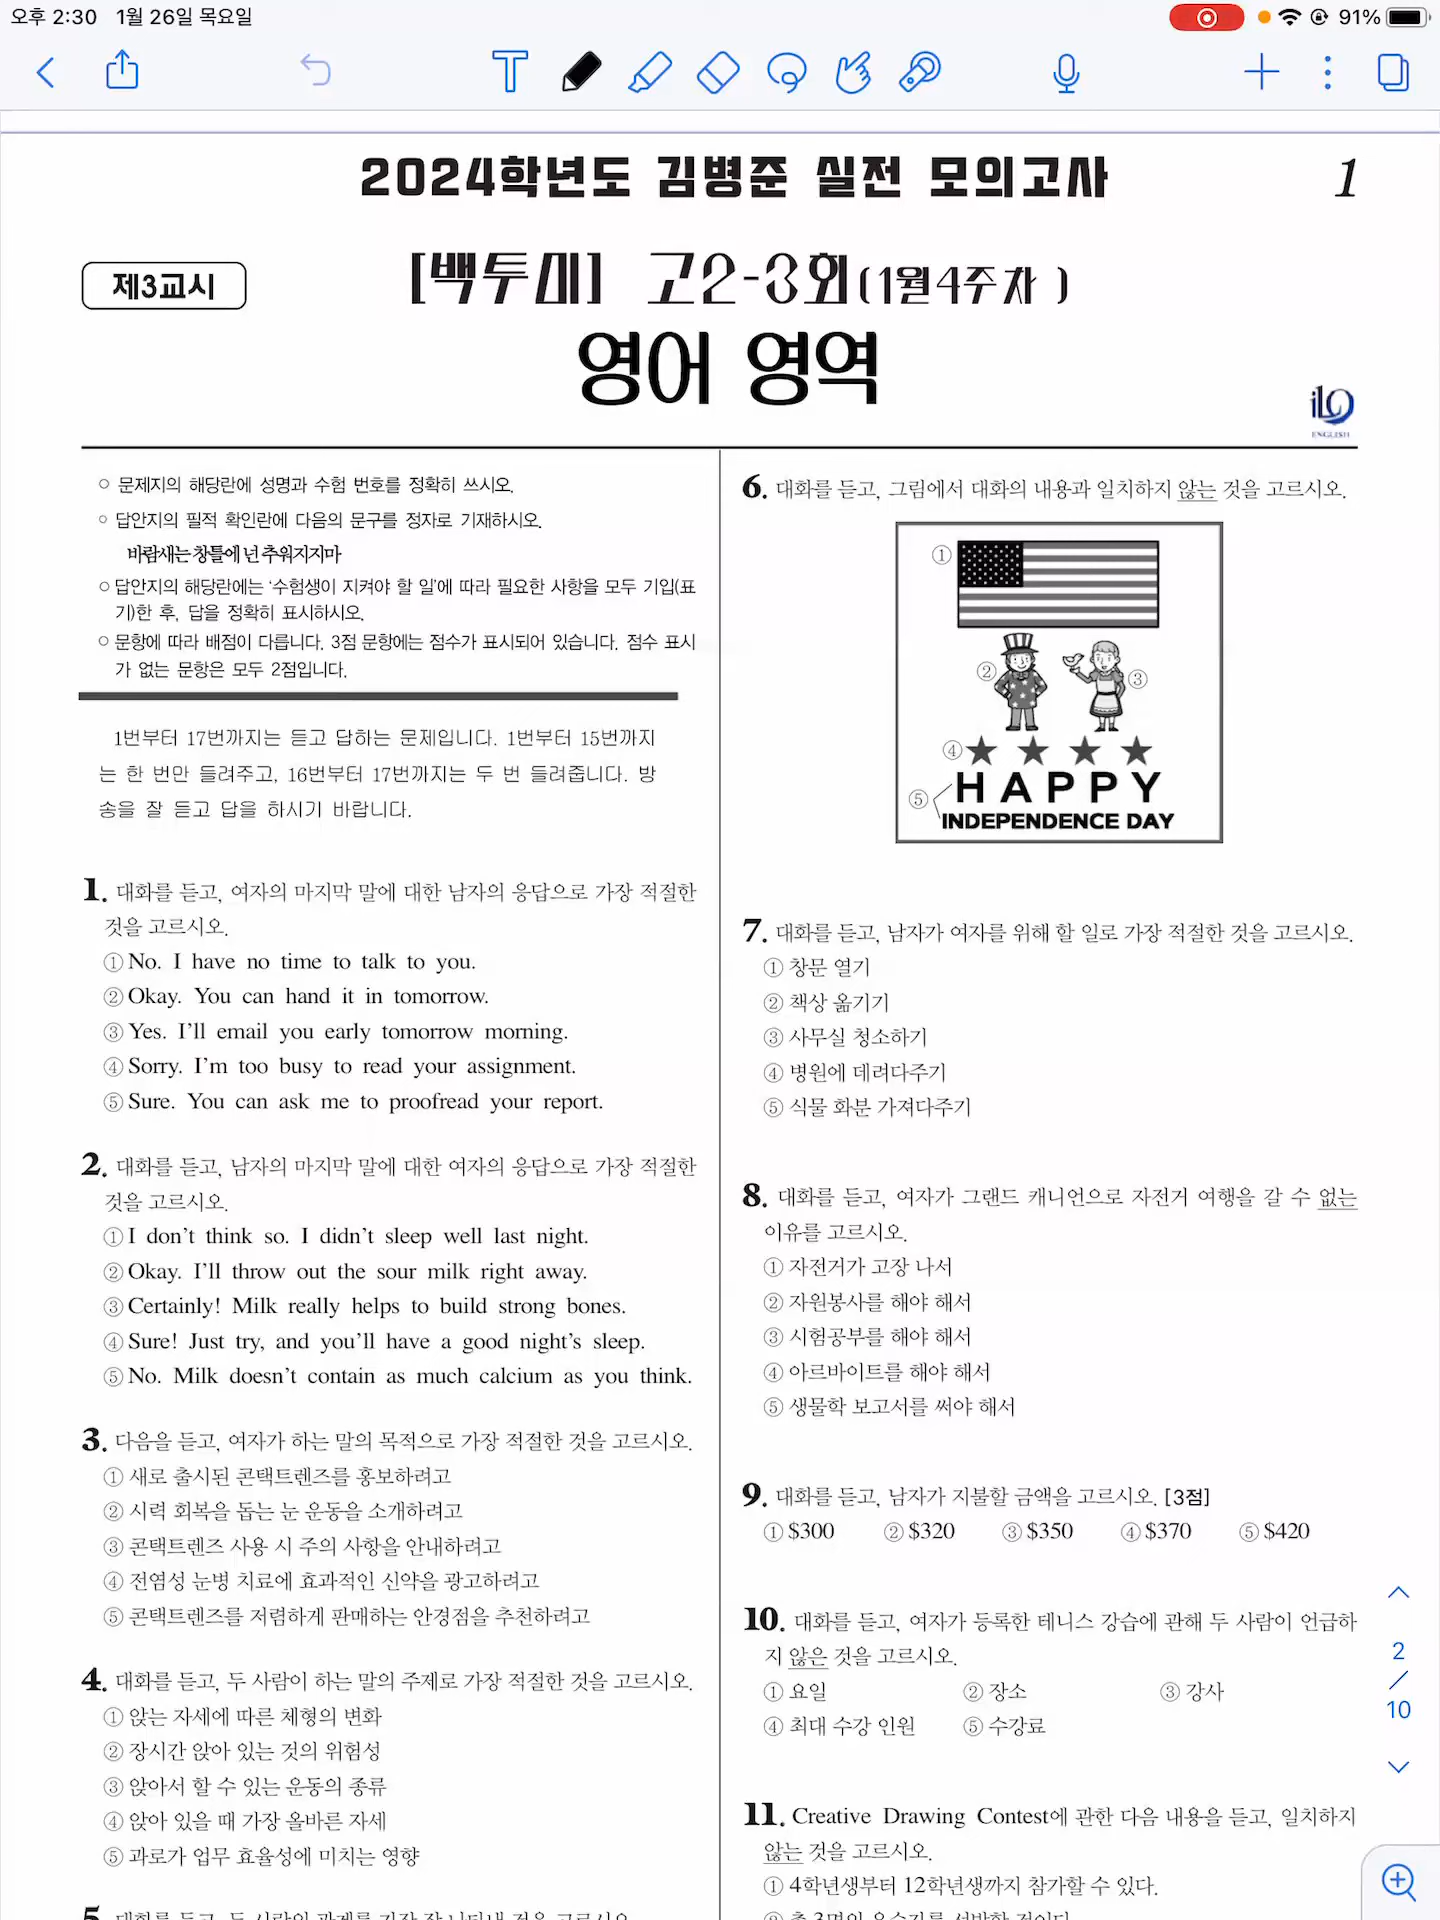 오후 2:30 1월 26일 목요일
91%
2024학년도 김병준 실전 모의고사
1
제3교시
[백투미] 고2-3회(1월4주차 )
영어 영역
ENGLISH
○ 문제지의 해당란에 성명과 수험 번호를 정확히 쓰시오.
○ 답안지의 필적 확인란에 다음의 문구를 정자로 기재하시오.
바람새는 창틀에 넌 추워지지마
○ 답안지의 해당란에는 ‘수험생이 지켜야 할 일’에 따라 필요한 사항을 모두 기입(표
기)한 후, 답을 정확히 표시하시오.
○ 문항에 따라 배점이 다릅니다. 3점 문항에는 점수가 표시되어 있습니다. 점수 표시
가 없는 문항은 모두 2점입니다.
1번부터 17번까지는 듣고 답하는 문제입니다. 1번부터 15번까지
는 한 번만 들려주고, 16번부터 17번까지는 두 번 들려줍니다. 방
송을 잘 듣고 답을 하시기 바랍니다.
1. 대화를 듣고, 여자의 마지막 말에 대한 남자의 응답으로 가장 적절한
것을 고르시오.
① No. I have no time to talk to you.
② Okay. You can hand it in tomorrow.
③ Yes. I’ll email you early tomorrow morning.
④ Sorry. I’m too busy to read your assignment.
⑤ Sure. You can ask me to proofread your report.
2. 대화를 듣고, 남자의 마지막 말에 대한 여자의 응답으로 가장 적절한
것을 고르시오.
① I don’t think so. I didn’t sleep well last night.
② Okay. I’ll throw out the sour milk right away.
③ Certainly! Milk really helps to build strong bones.
④ Sure! Just try, and you’ll have a good night’s sleep.
⑤ No. Milk doesn’t contain as much calcium as you think.
3. 다음을 듣고, 여자가 하는 말의 목적으로 가장 적절한 것을 고르시오.
① 새로 출시된 콘택트렌즈를 홍보하려고
② 시력 회복을 돕는 눈 운동을 소개하려고
③ 콘택트렌즈 사용 시 주의 사항을 안내하려고
④ 전염성 눈병 치료에 효과적인 신약을 광고하려고
⑤ 콘택트렌즈를 저렴하게 판매하는 안경점을 추천하려고
4. 대화를 듣고, 두 사람이 하는 말의 주제로 가장 적절한 것을 고르시오.
① 앉는 자세에 따른 체형의 변화
② 장시간 앉아 있는 것의 위험성
③ 앉아서 할 수 있는 운동의 종류
④ 앉아 있을 때 가장 올바른 자세
⑤ 과로가 업무 효율성에 미치는 영향
5. 대화를 듣고, 두 사람의 관계를 가장 잘 나타낸 것을 고르시오.
6. 대화를 듣고, 그림에서 대화의 내용과 일치하지 않는 것을 고르시오.
①
②
③
④
⑤
HAPPY
INDEPENDENCE DAY
7. 대화를 듣고, 남자가 여자를 위해 할 일로 가장 적절한 것을 고르시오.
① 창문 열기
② 책상 옮기기
③ 사무실 청소하기
④ 병원에 데려다주기
⑤ 식물 화분 가져다주기
8. 대화를 듣고, 여자가 그랜드 캐니언으로 자전거 여행을 갈 수 없는
이유를 고르시오.
① 자전거가 고장 나서
② 자원봉사를 해야 해서
③ 시험공부를 해야 해서
④ 아르바이트를 해야 해서
⑤ 생물학 보고서를 써야 해서
9. 대화를 듣고, 남자가 지불할 금액을 고르시오. [3점]
① $300 ② $320 ③ $350 ④ $370 ⑤ $420
10. 대화를 듣고, 여자가 등록한 테니스 강습에 관해 두 사람이 언급하
지 않은 것을 고르시오.
① 요일 ② 장소 ③ 강사
④ 최대 수강 인원 ⑤ 수강료
11. Creative Drawing Contest에 관한 다음 내용을 듣고, 일치하지
않는 것을 고르시오.
① 4학년생부터 12학년생까지 참가할 수 있다.
② 총 3명의 우승자를 선발할 것이다.
2
/
10